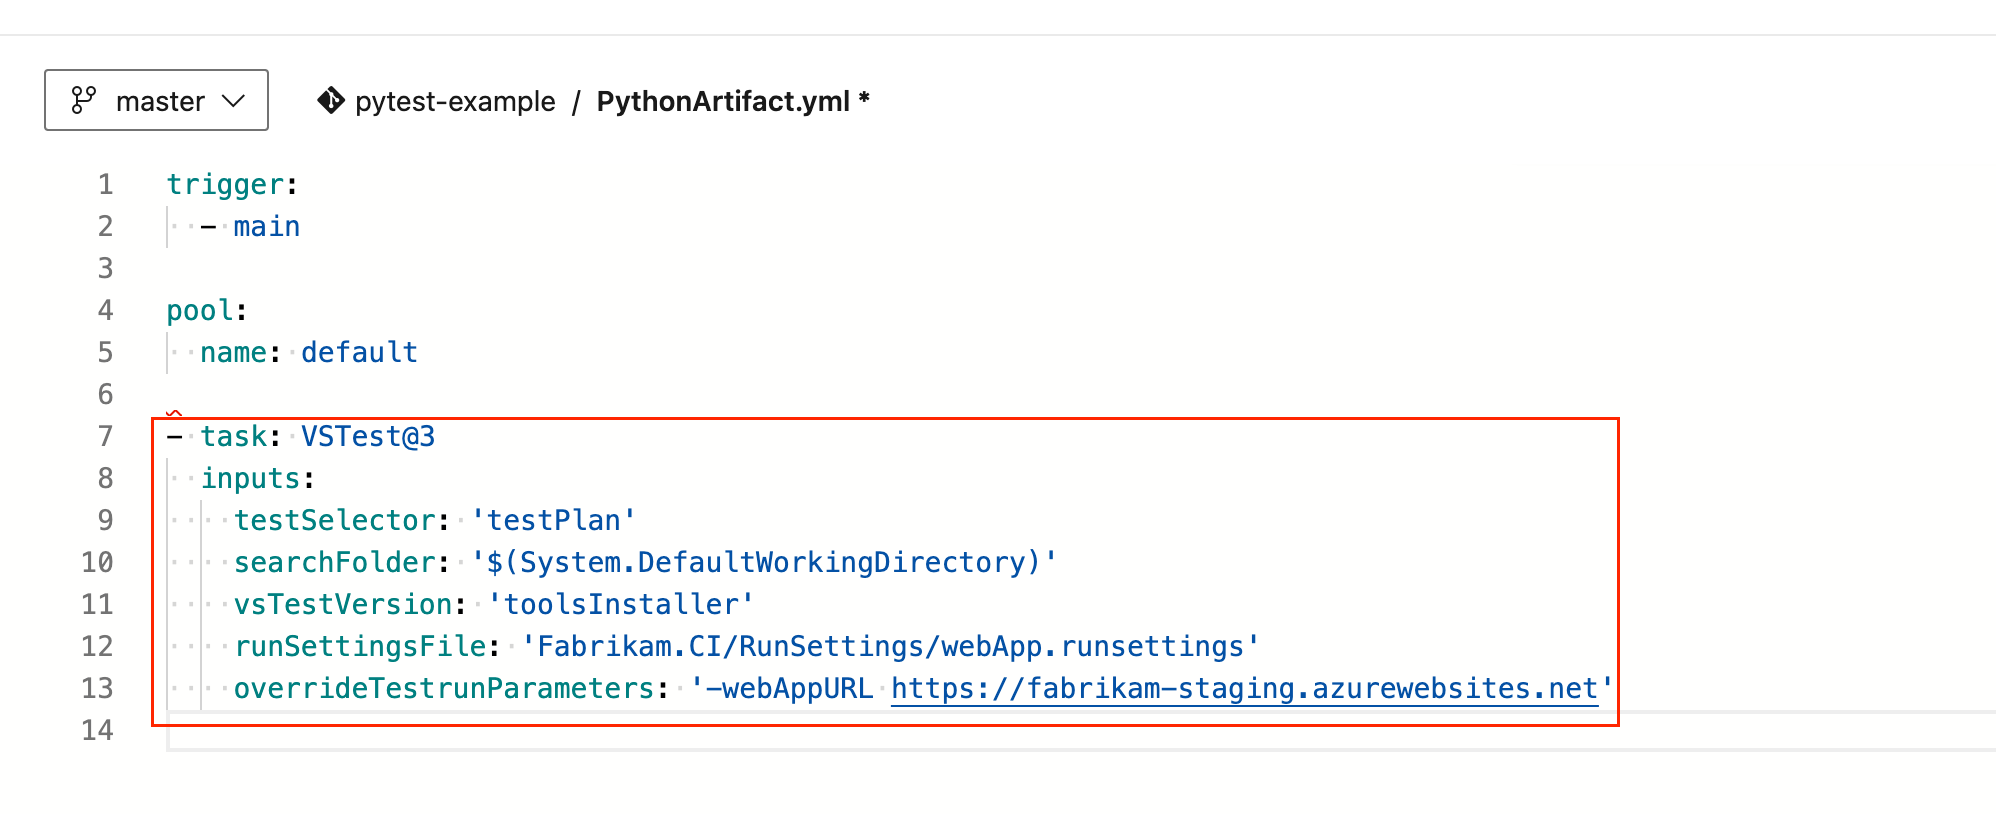 master pytest-example / PythonArtifact.yml *
1 trigger:
2   - main
3
4 pool:
5   name: default
6
7 - task: VSTest@3
8   inputs:
9     testSelector: 'testPlan'
10     searchFolder: '$(System.DefaultWorkingDirectory)'
11     vsTestVersion: 'toolsInstaller'
12     runSettingsFile: 'Fabrikam.CI/RunSettings/webApp.runsettings'
13     overrideTestrunParameters: '-webAppURL https://fabrikam-staging.azurewebsites.net'
14